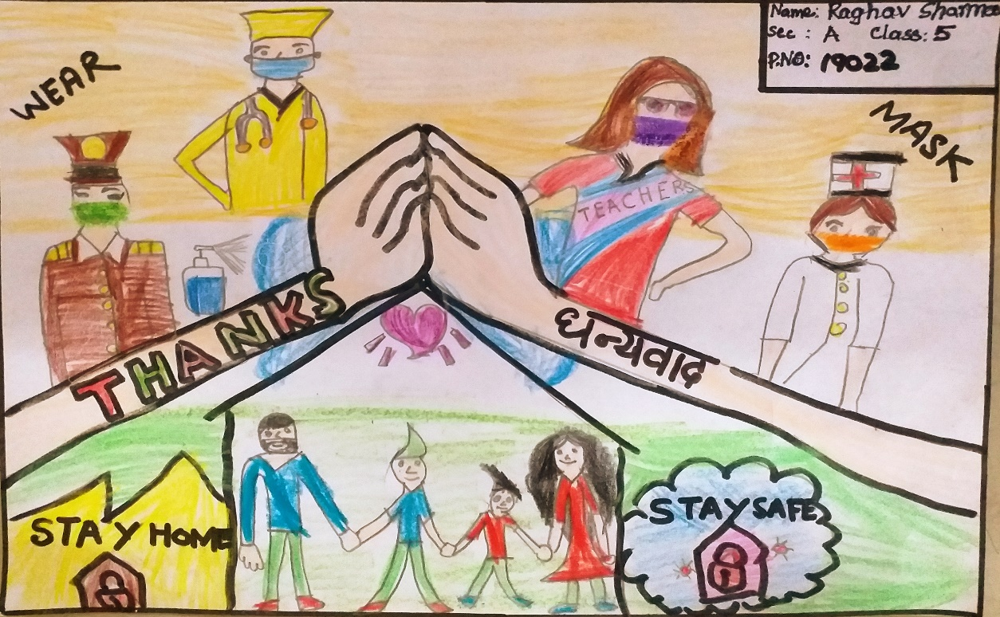 Name: Raghav Sharma
Sec : A Class: 5
P.NO: 19022
WEAR
MASK
TEACHERS
THANKS
धन्यवाद
STAY HOME
STAY SAFE